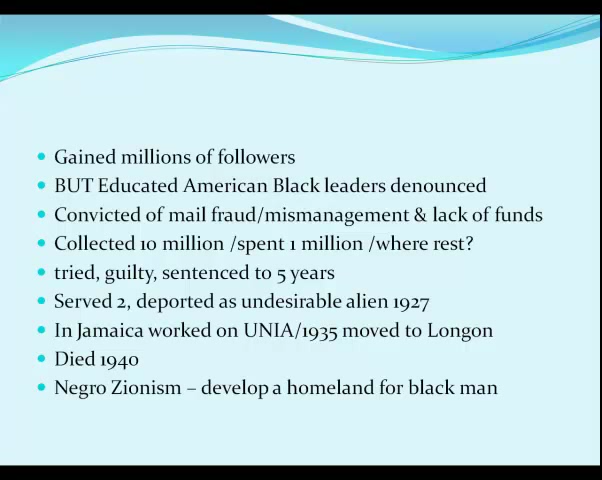 • Gained millions of followers
• BUT Educated American Black leaders denounced
• Convicted of mail fraud/mismanagement & lack of funds
• Collected 10 million /spent 1 million /where rest?
• tried, guilty, sentenced to 5 years
• Served 2, deported as undesirable alien 1927
• In Jamaica worked on UNIA/1935 moved to Longon
• Died 1940
• Negro Zionism – develop a homeland for black man